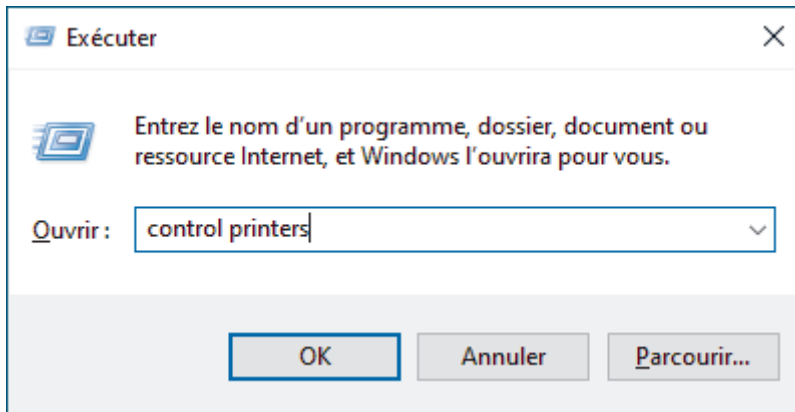 Exécuter
Entrez le nom d'un programme, dossier, document ou
ressource Internet, et Windows l'ouvrira pour vous.
Ouvrir : control printers
OK Annuler Parcourir...